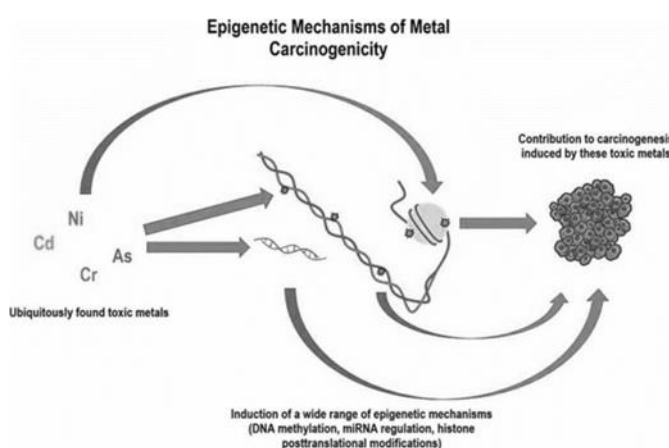 Epigenetic Mechanisms of Metal
Carcinogenicity
Contribution to carcinogenesis
induced by these toxic metals
Ni
Cd
As
Cr
Ubiquitously found toxic metals
Induction of a wide range of epigenetic mechanisms
(DNA methylation, miRNA regulation, histone
posttranslational modifications)